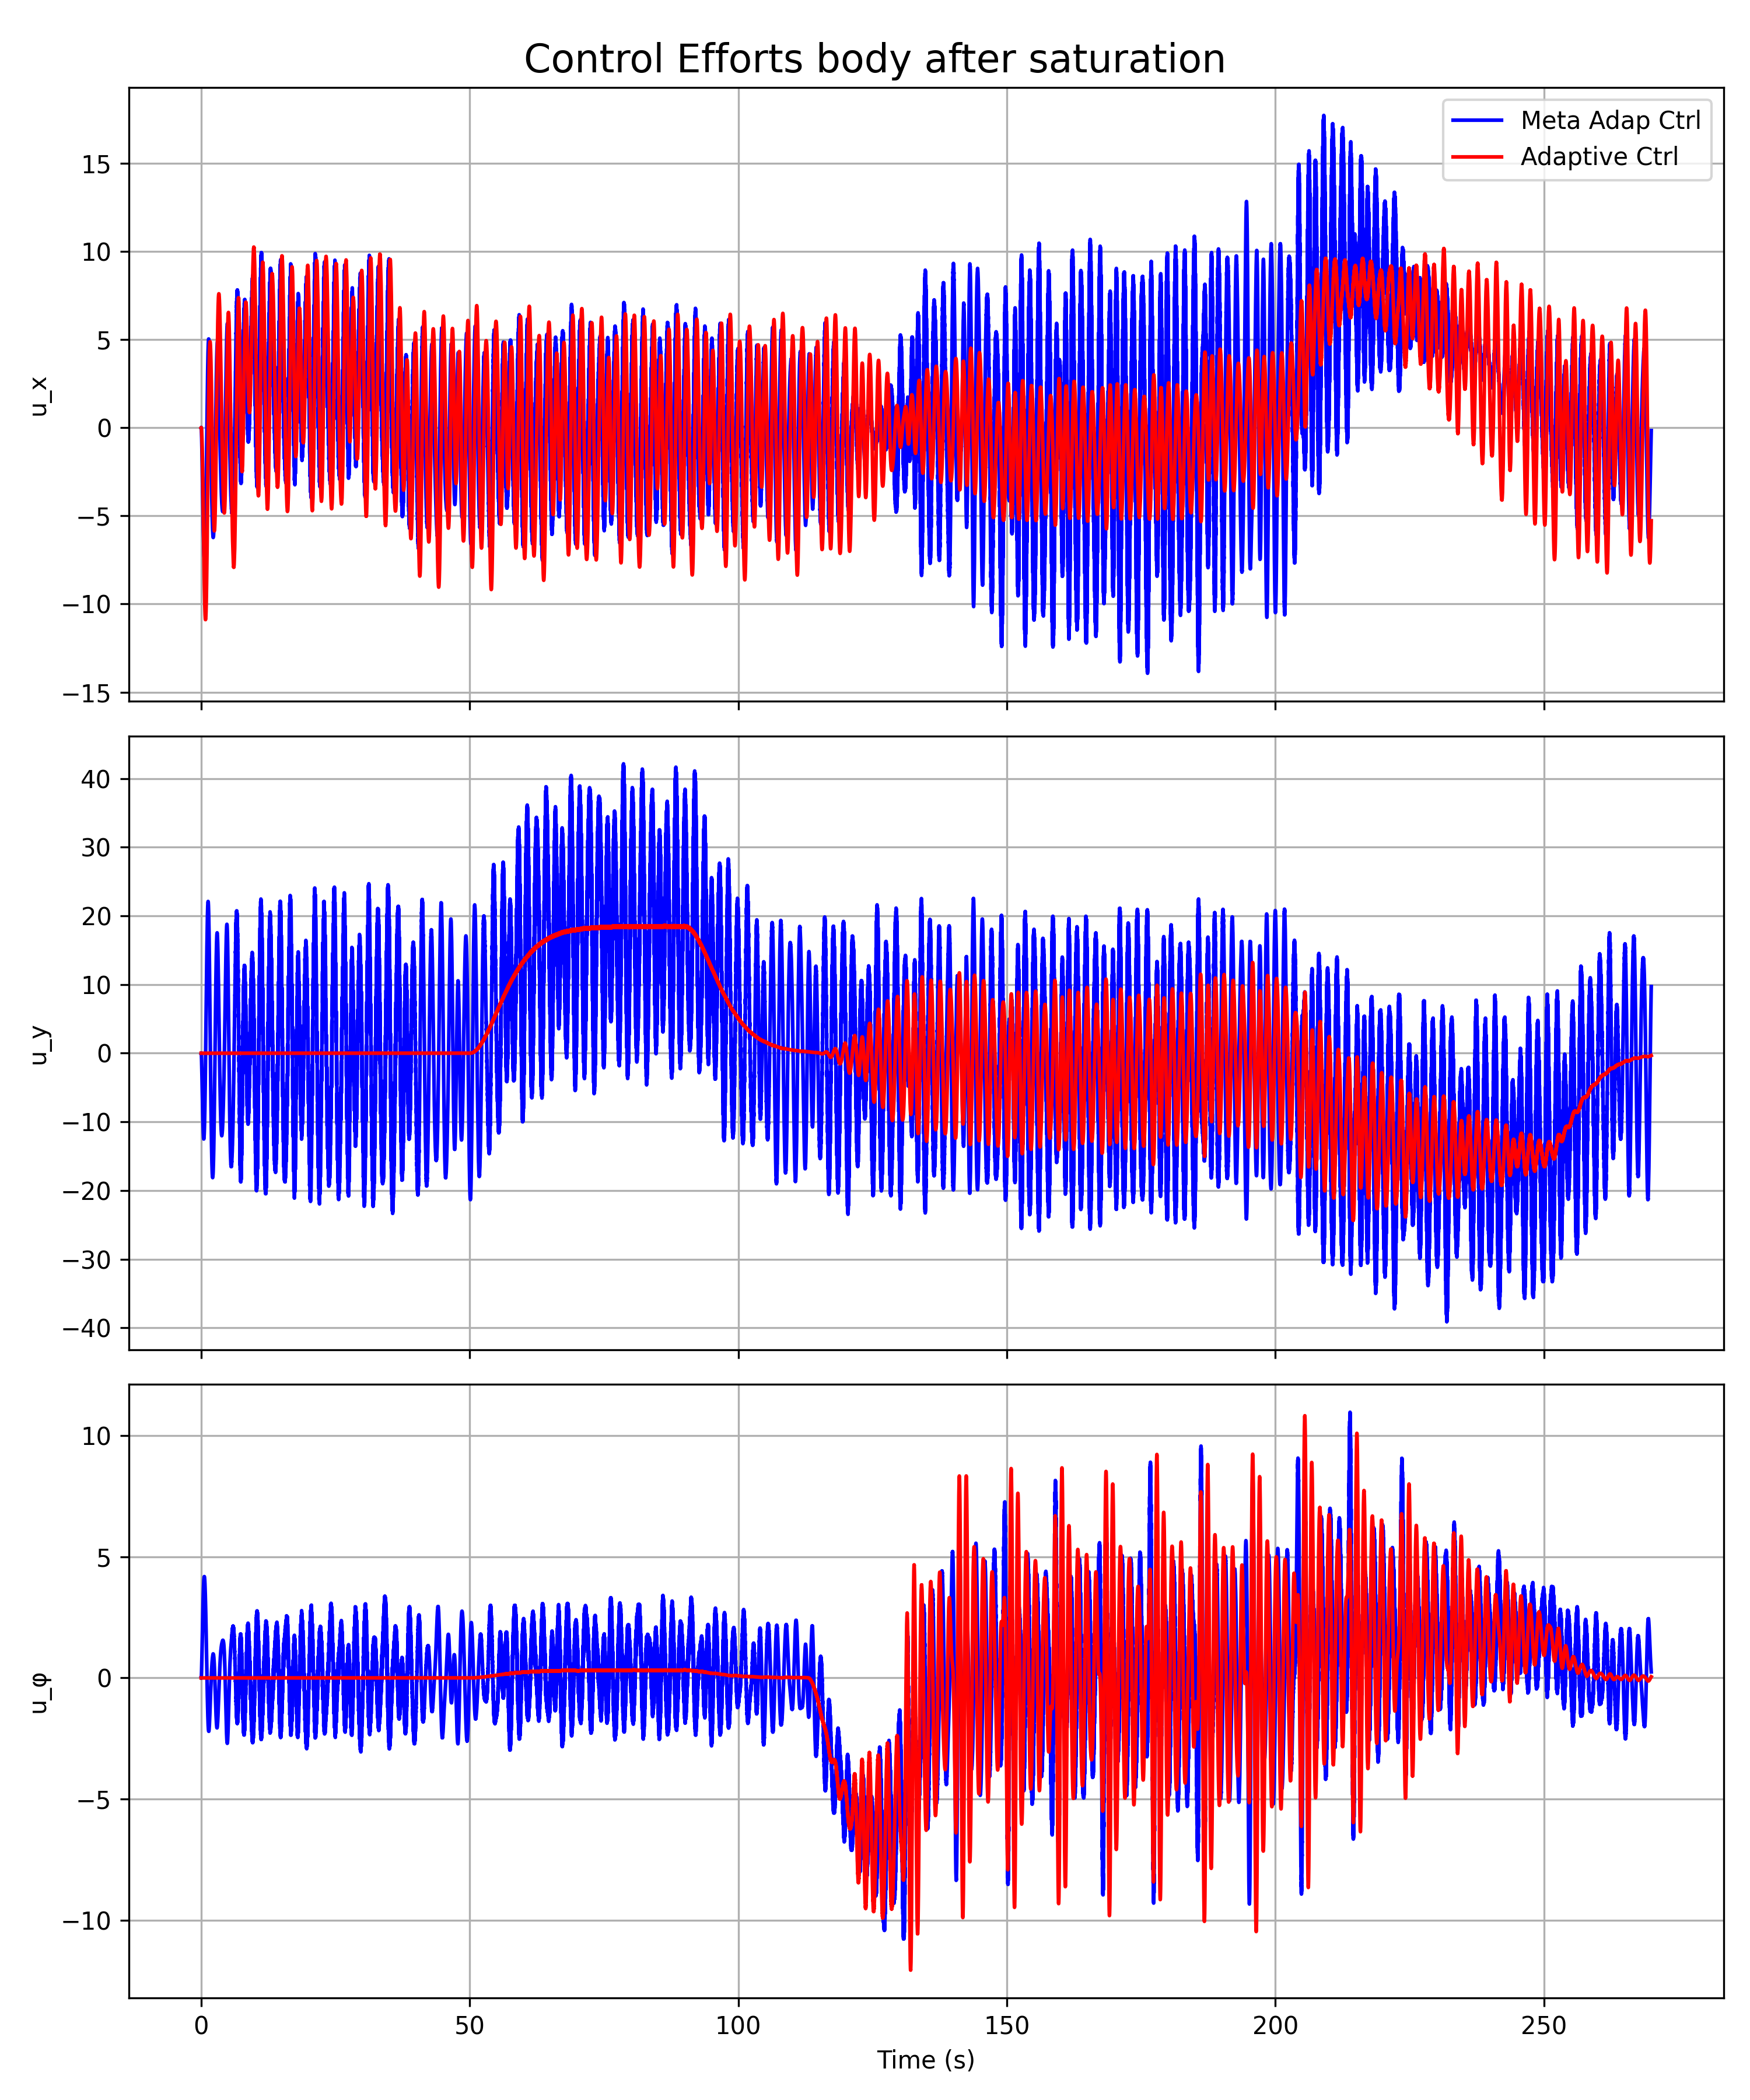 Control Efforts body after saturation
Meta Adap Ctrl
Adaptive Ctrl
15
10
5
0
−5
−10
−15
u_x
40
30
20
10
0
−10
−20
−30
−40
u_y
10
5
0
−5
−10
u_φ
0 50 100 150 200 250
Time (s)